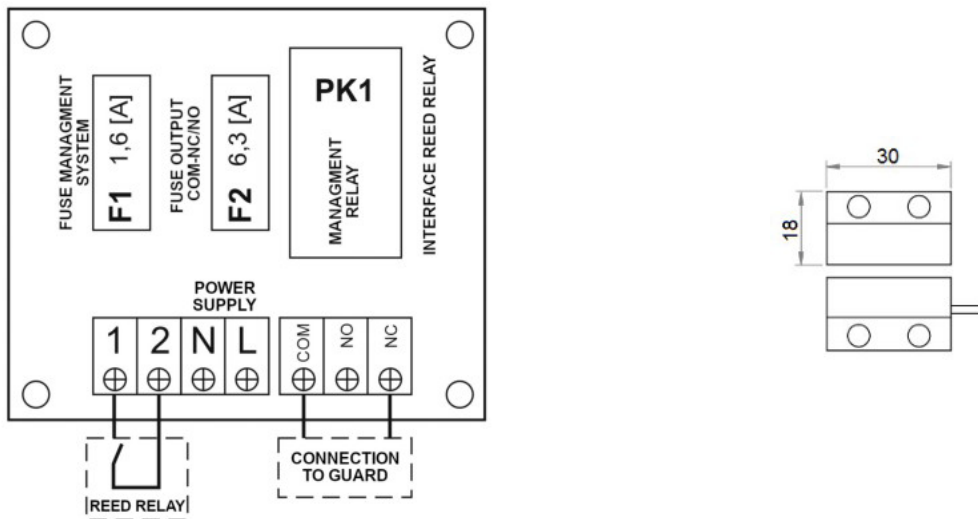 FUSE MANAGMENT
SYSTEM
F1 1,6 [A]
FUSE OUTPUT
COM-NC/NO
F2 6,3 [A]
PK1
MANAGMENT
RELAY
INTERFACE REED RELAY
POWER
SUPPLY
1 2 N L
COM NO NC
REED RELAY
CONNECTION
TO GUARD
30
18